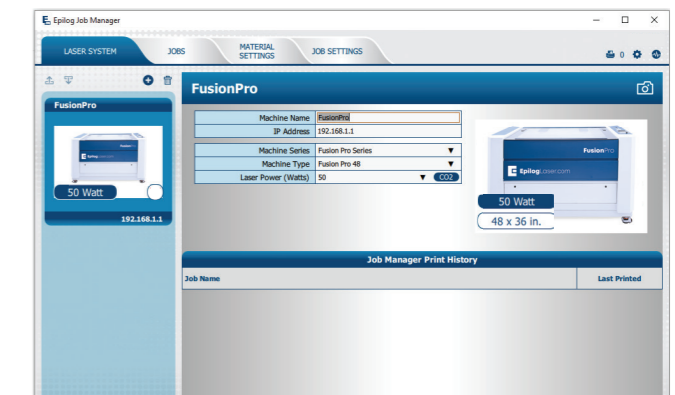 Epilog Job Manager
LASER SYSTEM
JOBS
MATERIAL
SETTINGS
JOB SETTINGS
0
FusionPro
FusionPro
Epilog
50 Watt
192.168.1.1
FusionPro
Machine Name FusionPro
IP Address 192.168.1.1
Machine Series Fusion Pro Series
Machine Type Fusion Pro 48
Laser Power (Watts) 50 CO2
FusionPro
EpilogLaser.com
50 Watt
48 x 36 in.
Job Manager Print History
Job Name Last Printed